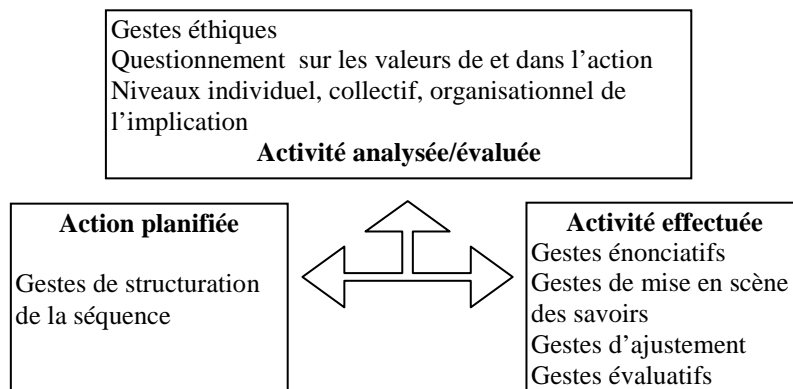 Gestes éthiques
Questionnement sur les valeurs de et dans l’action
Niveaux individuel, collectif, organisationnel de
l’implication
Activité analysée/évaluée
Action planifiée
Gestes de structuration
de la séquence
Activité effectuée
Gestes énonciatifs
Gestes de mise en scène
des savoirs
Gestes d’ajustement
Gestes évaluatifs